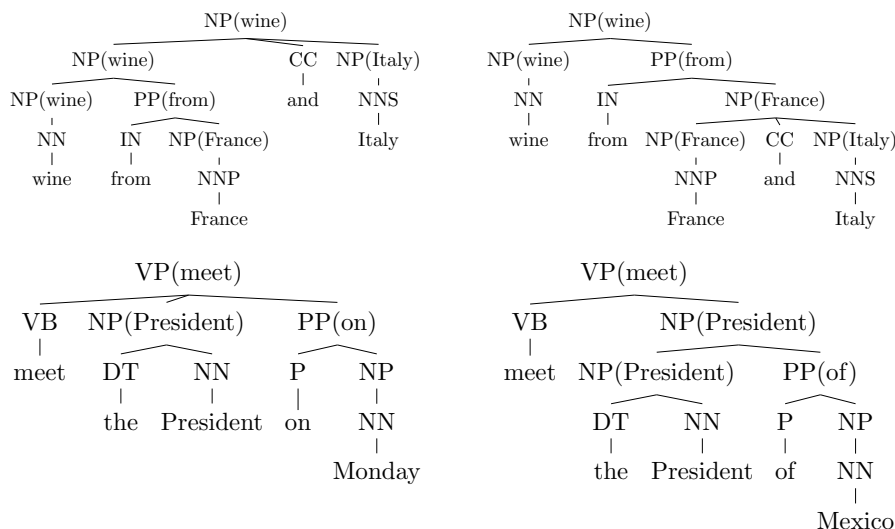 NP(wine)
NP(wine) CC NP(Italy)
NP(wine) PP(from) and NNS
NN IN NP(France) Italy
wine from NNP
France
NP(wine)
NP(wine) PP(from)
NN IN NP(France)
wine from NP(France) CC NP(Italy)
NNP and NNS
France Italy
VP(meet)
VB NP(President) PP(on)
meet DT NN P NP
the President on NN
Monday
VP(meet)
VB NP(President)
meet NP(President) PP(of)
DT NN P NP
the President of NN
Mexico